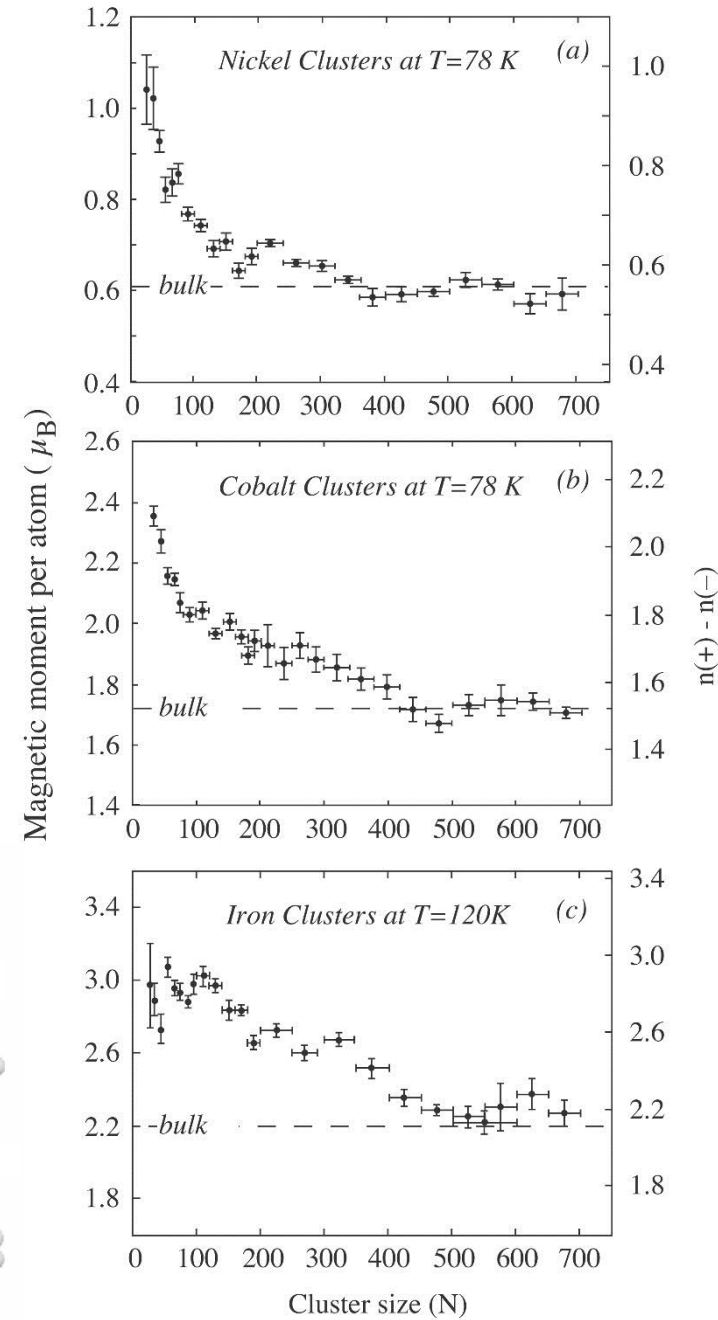 Nickel Clusters at T=78 K (a)
1.2
1.0
0.8
0.6
0.4
1.0
0.8
0.6
0.4
bulk
0 100 200 300 400 500 600 700
Magnetic moment per atom ( μB)
n(+) - n(–)
Cobalt Clusters at T=78 K (b)
2.6
2.4
2.2
2.0
1.8
1.6
1.4
2.2
2.0
1.8
1.6
1.4
bulk
0 100 200 300 400 500 600 700
Iron Clusters at T=120K (c)
3.4
3.0
2.6
2.2
1.8
3.4
3.0
2.6
2.2
1.8
bulk
0 100 200 300 400 500 600 700
Cluster size (N)